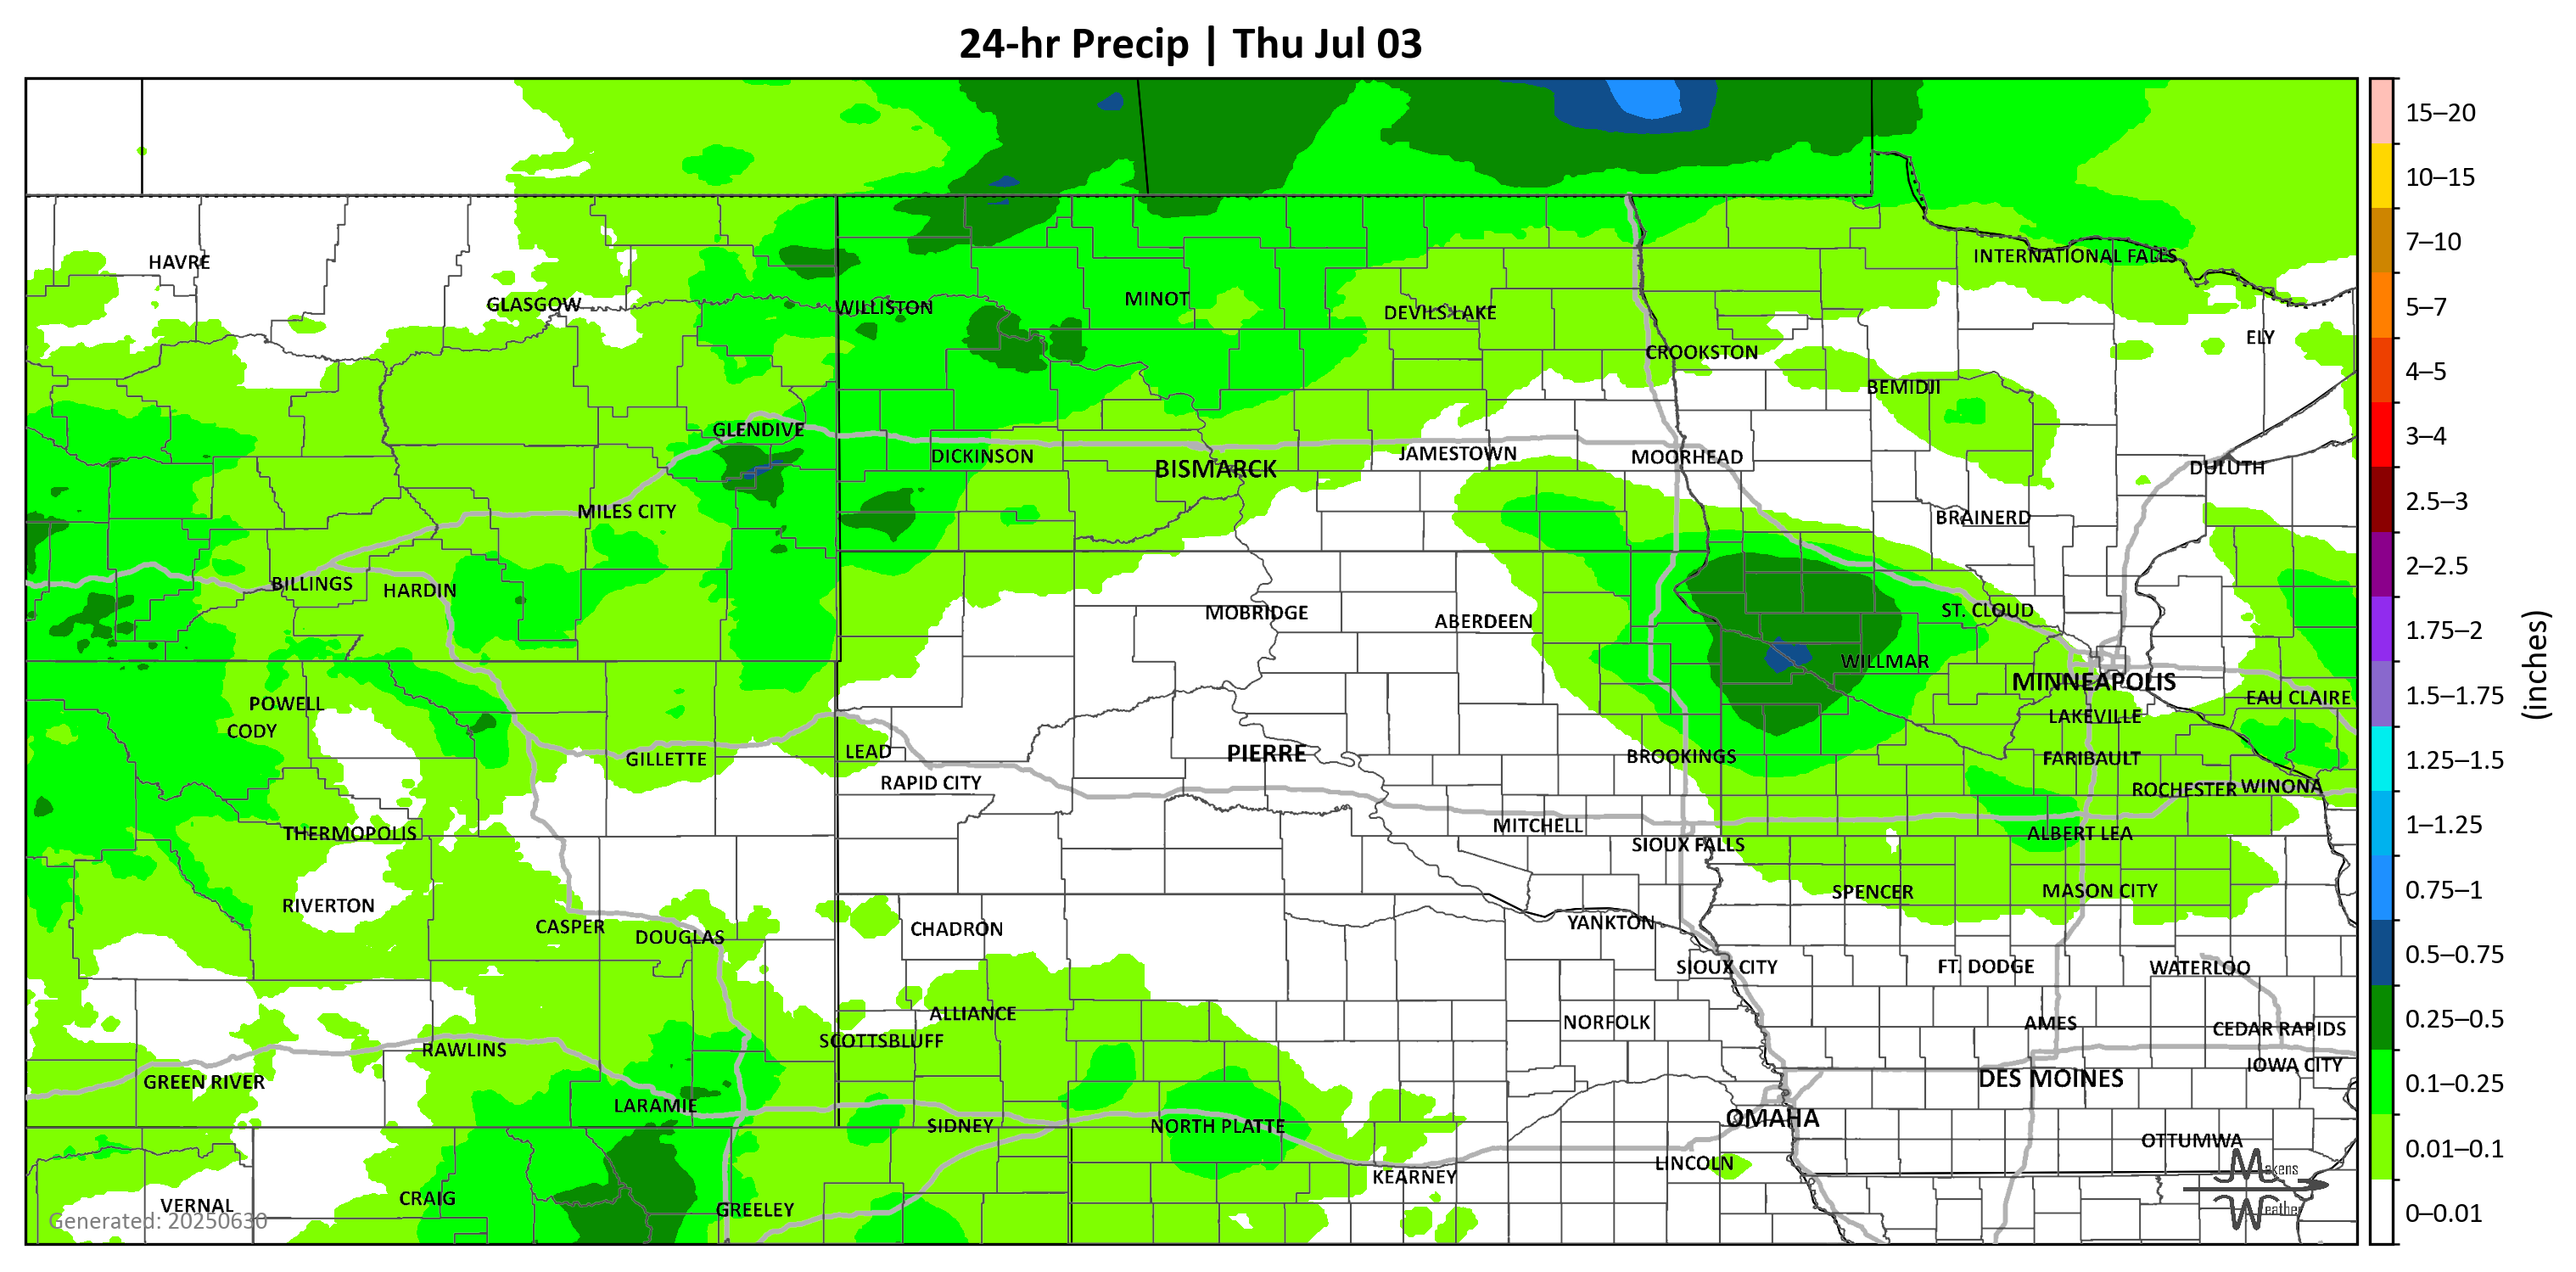 24-hr Precip | Thu Jul 03
15–20
10–15
7–10
5–7
4–5
3–4
2.5–3
2–2.5
1.75–2
1.5–1.75
1.25–1.5
1–1.25
0.75–1
0.5–0.75
0.25–0.5
0.1–0.25
0.01–0.1
0–0.01
(inches)
HAVRE
INTERNATIONAL FALLS
GLASGOW
WILLISTON
MINOT
DEVILS LAKE
ELY
CROOKSTON
BEMIDJI
GLENDIVE
DICKINSON
BISMARCK
JAMESTOWN
MOORHEAD
DULUTH
MILES CITY
BRAINERD
BILLINGS
HARDIN
MOBRIDGE
ABERDEEN
ST. CLOUD
WILLMAR
MINNEAPOLIS
POWELL
EAU CLAIRE
CODY
LAKEVILLE
GILLETTE
LEAD
PIERRE
BROOKINGS
FARIBAULT
RAPID CITY
ROCHESTER
WINONA
THERMOPOLIS
MITCHELL
ALBERT LEA
SIOUX FALLS
RIVERTON
SPENCER
MASON CITY
CASPER
DOUGLAS
CHADRON
YANKTON
SIOUX CITY
FT. DODGE
WATERLOO
ALLIANCE
NORFOLK
AMES
CEDAR RAPIDS
RAWLINS
SCOTTSBLUFF
IOWA CITY
GREEN RIVER
DES MOINES
LARAMIE
SIDNEY
NORTH PLATTE
OMAHA
OTTUMWA
LINCOLN
KEARNEY
VERNAL
CRAIG
GREELEY
Makens
Weather
Generated: 20250630